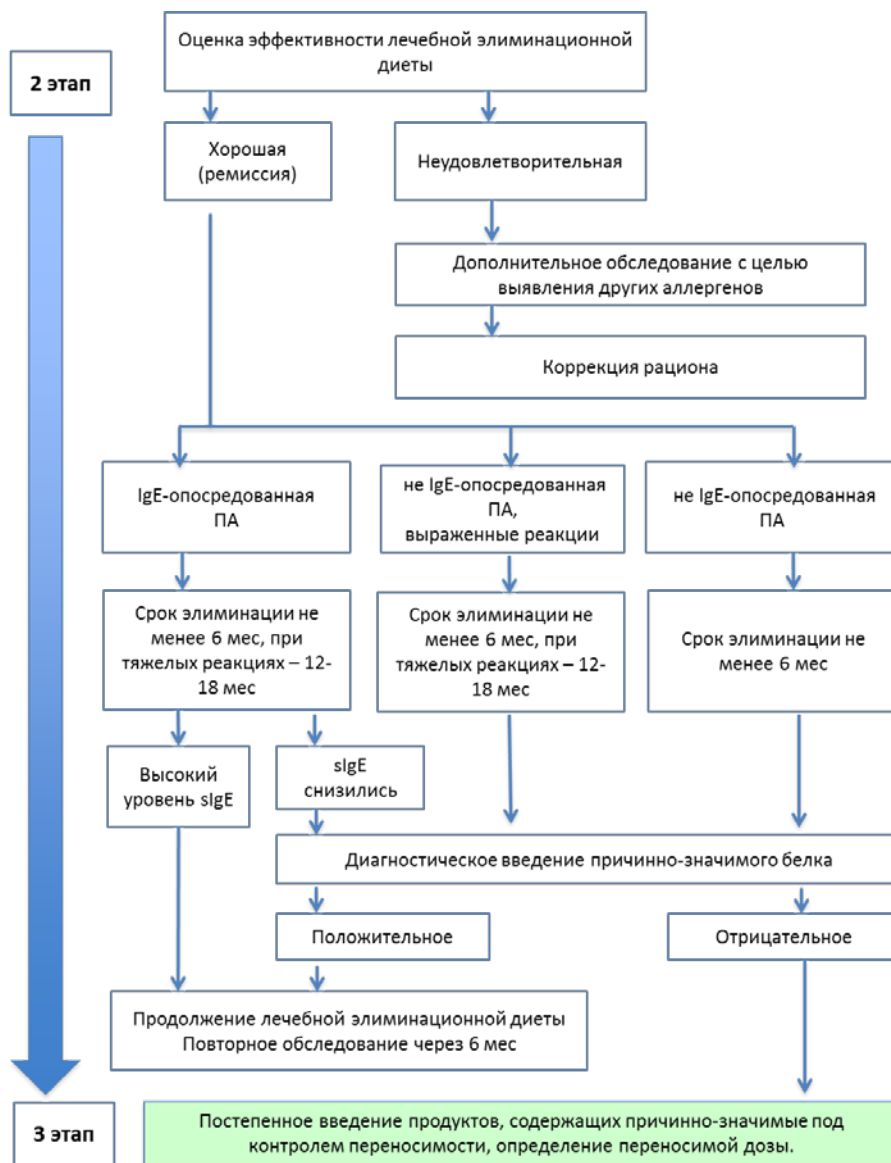 Оценка эффективности лечебной элиминационной
диеты
2 этап
Хорошая
(ремиссия)
Неудовлетворительная
Дополнительное обследование с целью
выявления других аллергенов
Коррекция рациона
IgE-опосредованная
ПА
не IgE-опосредованная
ПА,
выраженные реакции
не IgE-опосредованная
ПА
Срок элиминации не
менее 6 мес, при
тяжелых реакциях – 12-
18 мес
Срок элиминации не
менее 6 мес, при
тяжелых реакциях – 12-
18 мес
Срок элиминации не
менее 6 мес
Высокий
уровень sIgE
sIgE
снизились
Диагностическое введение причинно-значимого белка
Положительное
Отрицательное
Продолжение лечебной элиминационной диеты
Повторное обследование через 6 мес
3 этап
Постепенное введение продуктов, содержащих причинно-значимые под
контролем переносимости, определение переносимой дозы.